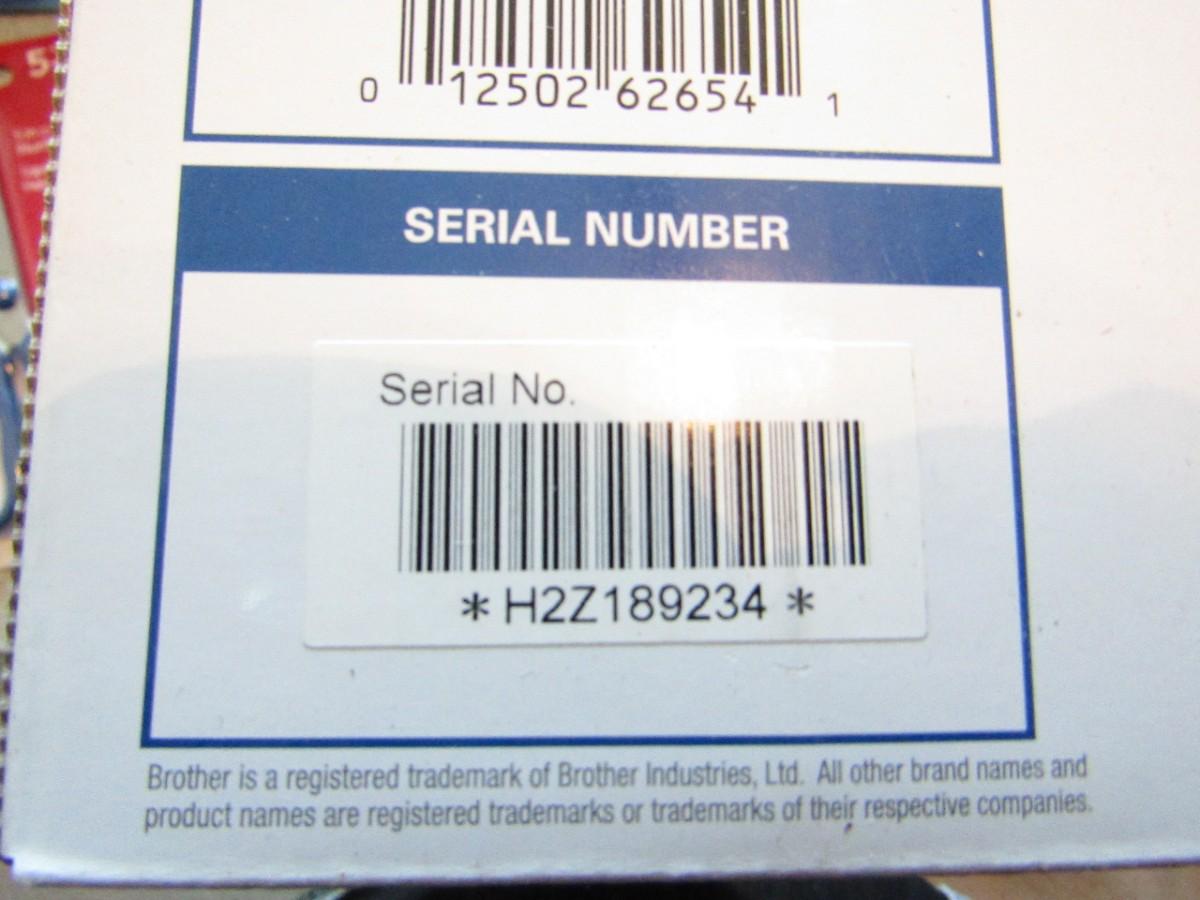 5
0 12502 62654 1
SERIAL NUMBER
Serial No.
* H2Z189234 *
Brother is a registered trademark of Brother Industries, Ltd. All other brand names and
product names are registered trademarks or trademarks of their respective companies.